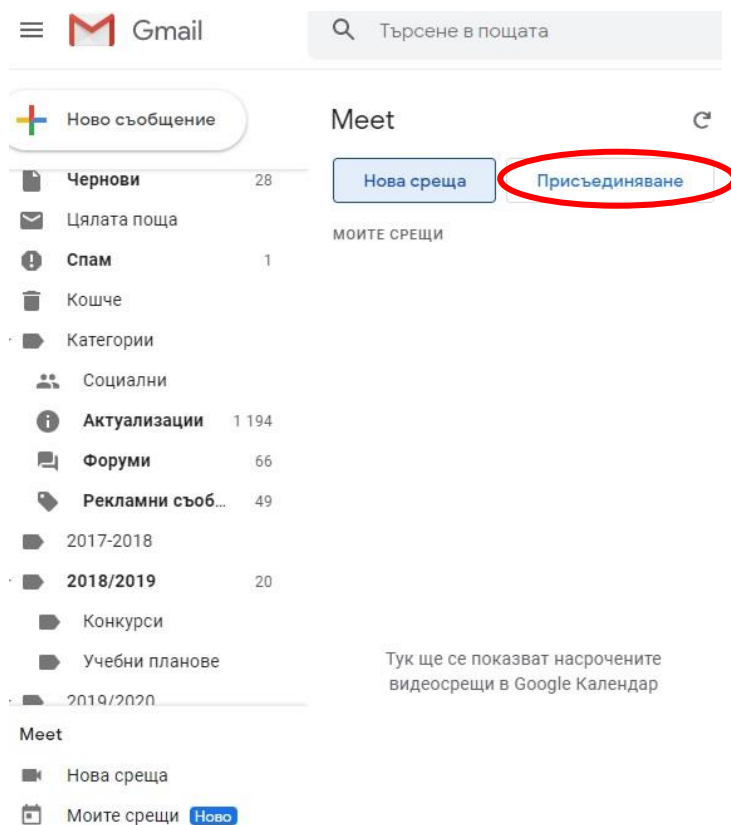 Gmail
Търсене в пощата
Ново съобщение
Чернови 28
Цялата поща
Спам 1
Кошче
Категории
Социални
Актуализации 1 194
Форуми 66
Рекламни съоб... 49
2017-2018
2018/2019 20
Конкурси
Учебни планове
2019/2020
Meet
Нова среща
Моите срещи Ново
Meet
Нова среща Присъединяване
МОИТЕ СРЕЩИ
Тук ще се показват насрочените
видеосрещи в Google Календар